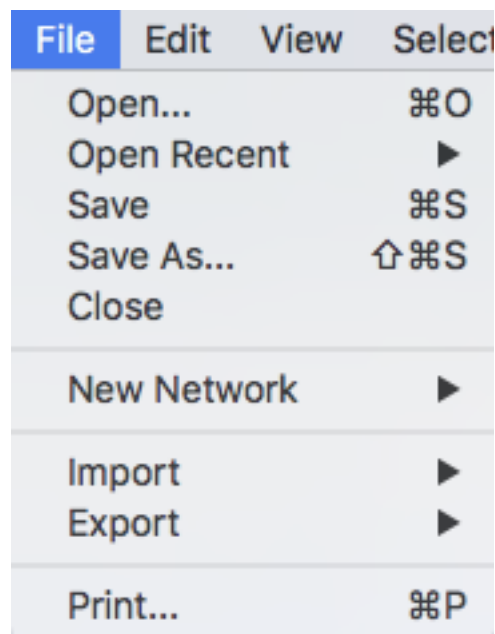 File Edit View Select
Open... ⌘O
Open Recent ▶
Save ⌘S
Save As... ⇧⌘S
Close
New Network ▶
Import ▶
Export ▶
Print... ⌘P